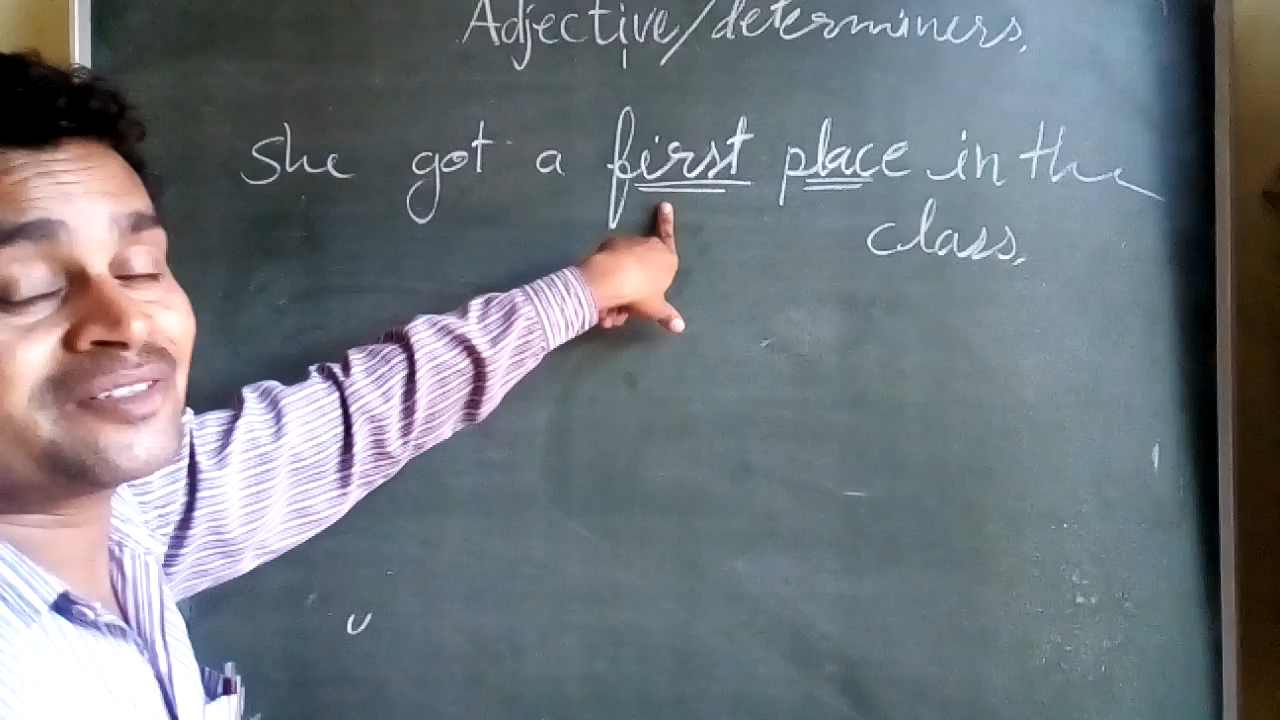 Adjective/determiners.
She got a first place in the
class.